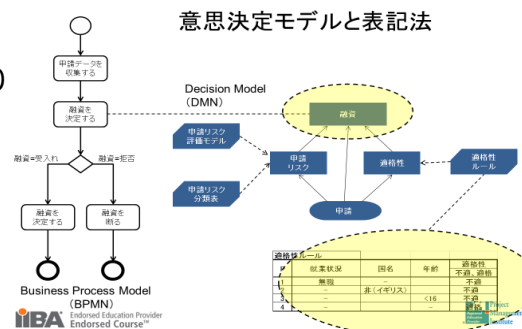 意思決定モデルと表記法
申請データを
収集する
融資を
決定する
融資=受入れ
融資=拒否
融資を
決定する
融資を
断る
Business Process Model
(BPMN)
Decision Model
(DMN)
融資
申請リスク
評価モデル
申請リスク
分類表
申請
リスク
適格性
適格性
ルール
申請
適格性ルール
就業状況 国名 年齢 適格性
不適、適格
1 無職 - - 不適
2 - 非(イギリス) - 不適
3 - - <16 不適
4 - - - 適格
IIBA Endorsed Education Provider
Endorsed Course™
Project
Management
Institute